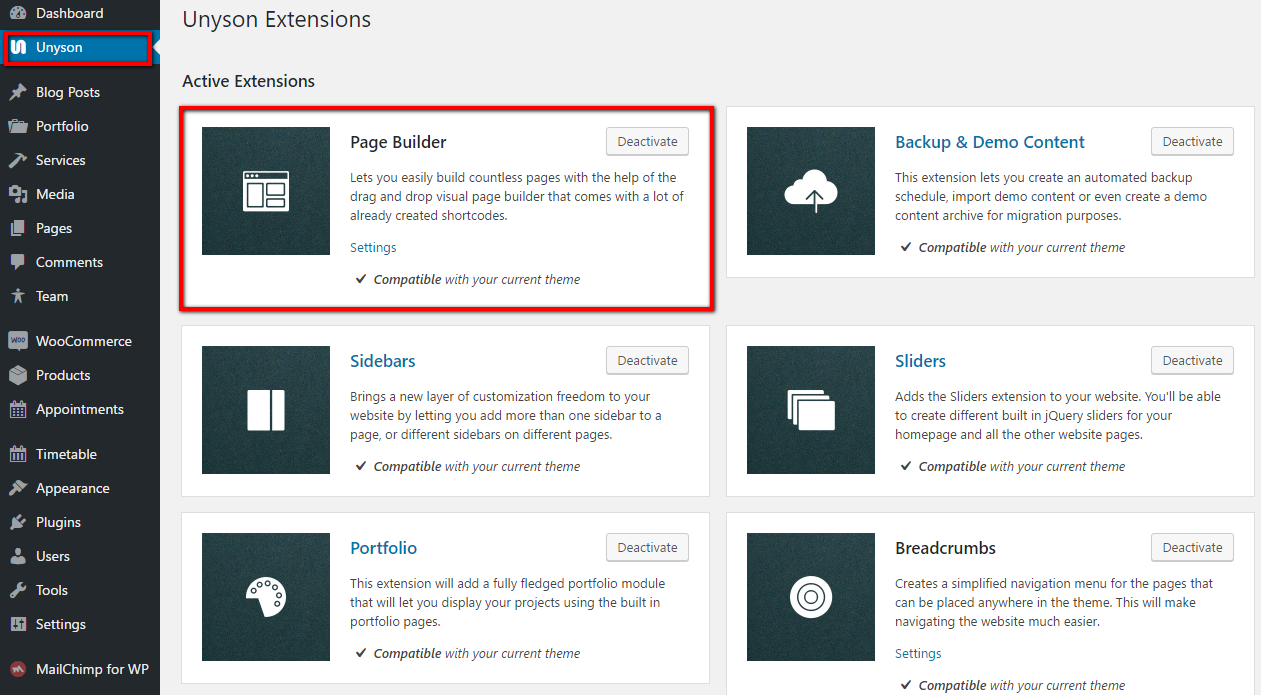 Dashboard
Unyson
Blog Posts
Portfolio
Services
Media
Pages
Comments
Team
WOO
WooCommerce
Products
Appointments
Timetable
Appearance
Plugins
Users
Tools
Settings
MailChimp for WP
Unyson Extensions
Active Extensions
Page Builder
Deactivate
Lets you easily build countless pages with the help of the
drag and drop visual page builder that comes with a lot of
already created shortcodes.
Settings
Compatible with your current theme
Backup & Demo Content
Deactivate
This extension lets you create an automated backup
schedule, import demo content or even create a demo
content archive for migration purposes.
Compatible with your current theme
Sidebars
Deactivate
Brings a new layer of customization freedom to your
website by letting you add more than one sidebar to a
page, or different sidebars on different pages.
Compatible with your current theme
Sliders
Deactivate
Adds the Sliders extension to your website. You'll be able
to create different built in jQuery sliders for your
homepage and all the other website pages.
Compatible with your current theme
Portfolio
Deactivate
This extension will add a fully fledged portfolio module
that will let you display your projects using the built in
portfolio pages.
Compatible with your current theme
Breadcrumbs
Deactivate
Creates a simplified navigation menu for the pages that
can be placed anywhere in the theme. This will make
navigating the website much easier.
Settings
Compatible with your current theme